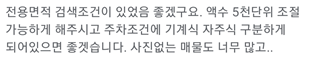 전용면적 검색조건이 있었음 좋겠구요. 액수 5천단위 조절
가능하게 해주시고 주차조건에 기계식 자주식 구분하게
되어있으면 좋겟습니다. 사진없는 매물도 너무 많고..